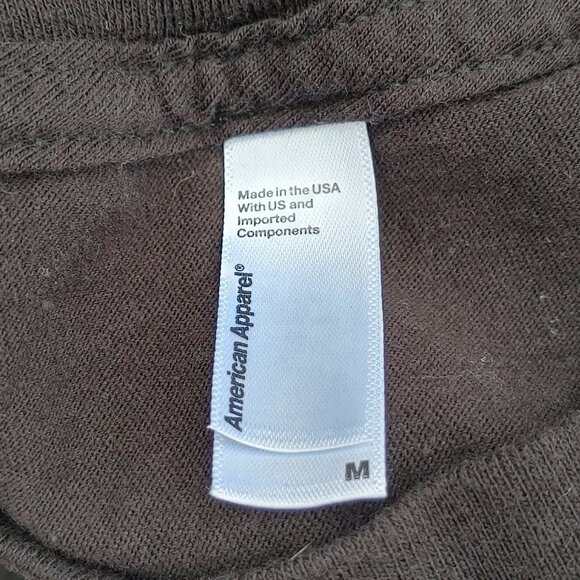 Made in the USA
With US and
Imported
Components
American Apparel®
M